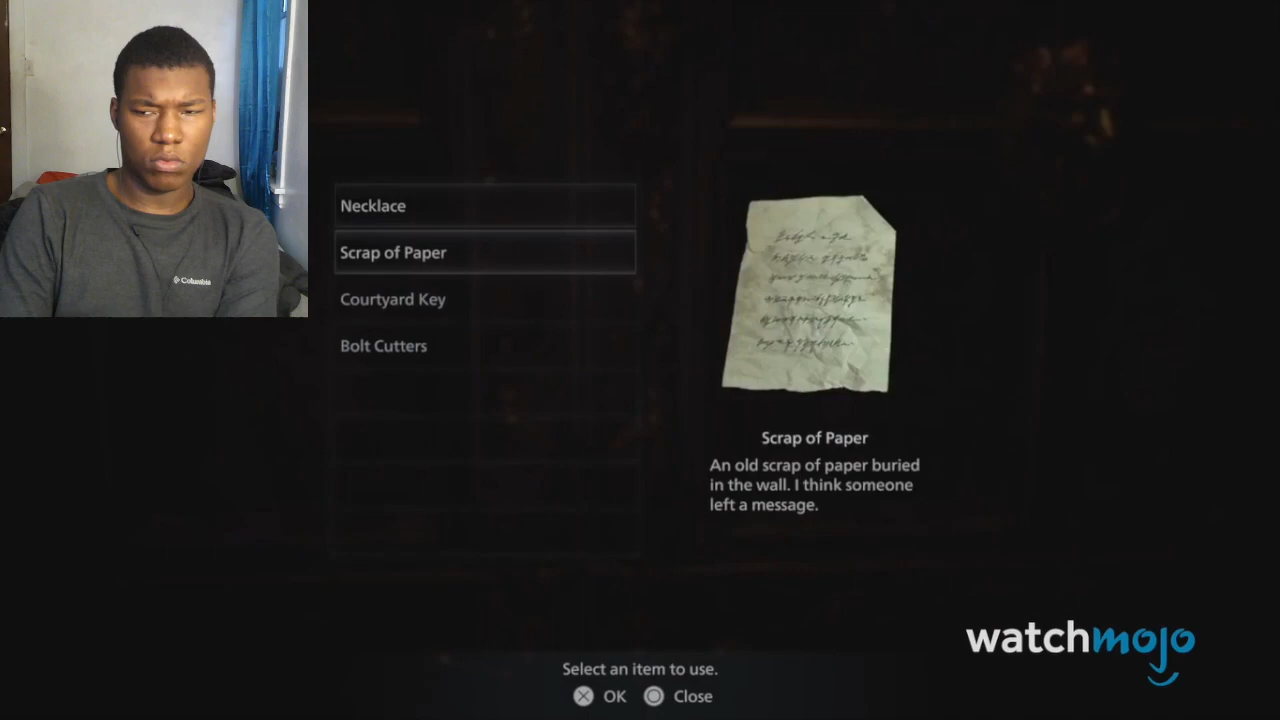 Necklace
Scrap of Paper
Courtyard Key
Bolt Cutters
Scrap of Paper
An old scrap of paper buried
in the wall. I think someone
left a message.
Columbia
watchmojo
Select an item to use.
OK Close